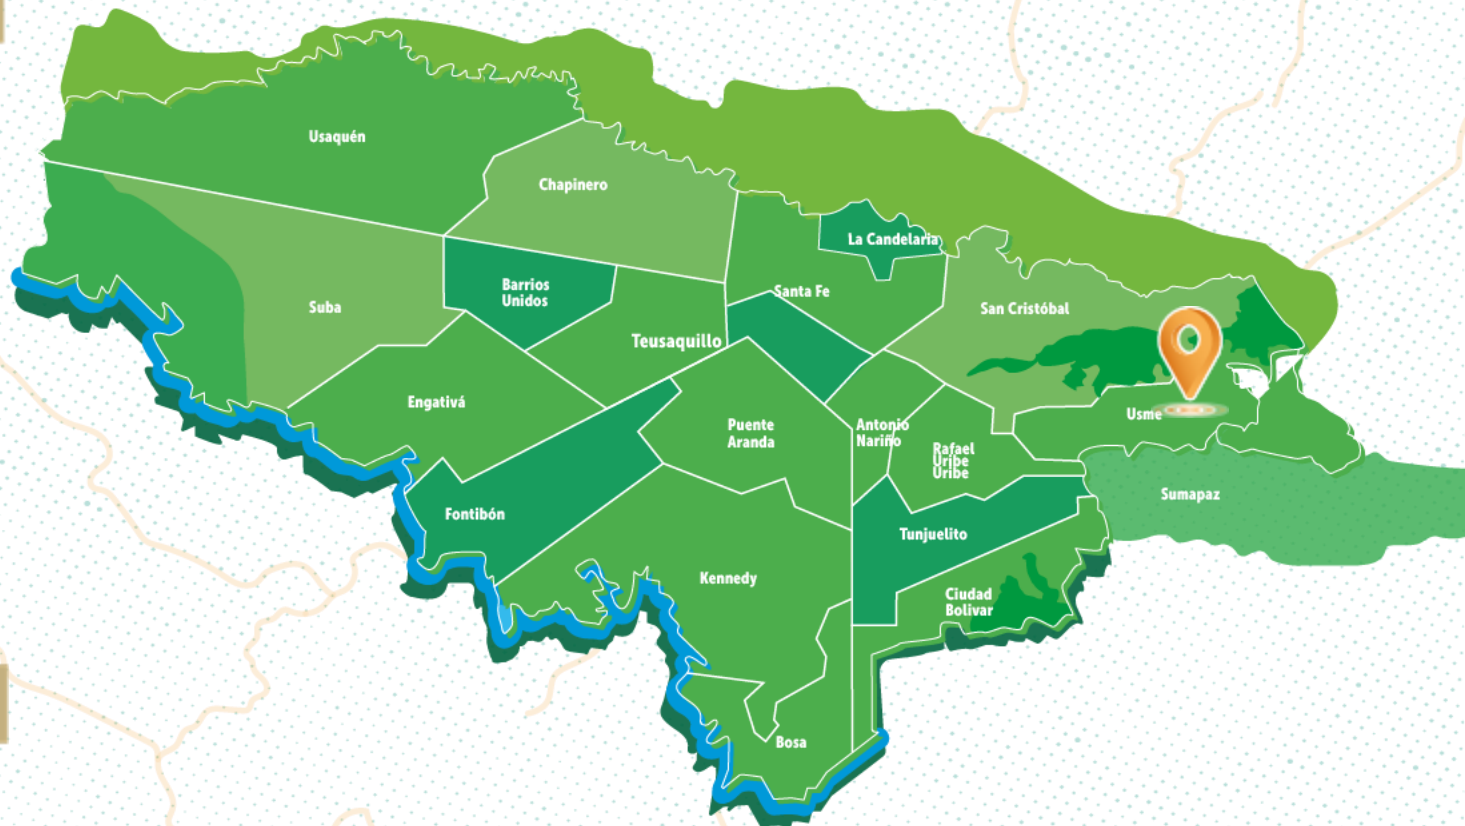 Usaquén
Chapinero
La Candelaria
Barrios
Unidos
Santa Fe
Suba
San Cristóbal
Teusaquillo
Engativá
Usme
Puente
Aranda
Antonio
Nariño
Rafael
Uribe
Uribe
Sumapaz
Fontibón
Tunjuelito
Kennedy
Ciudad
Bolivar
Bosa